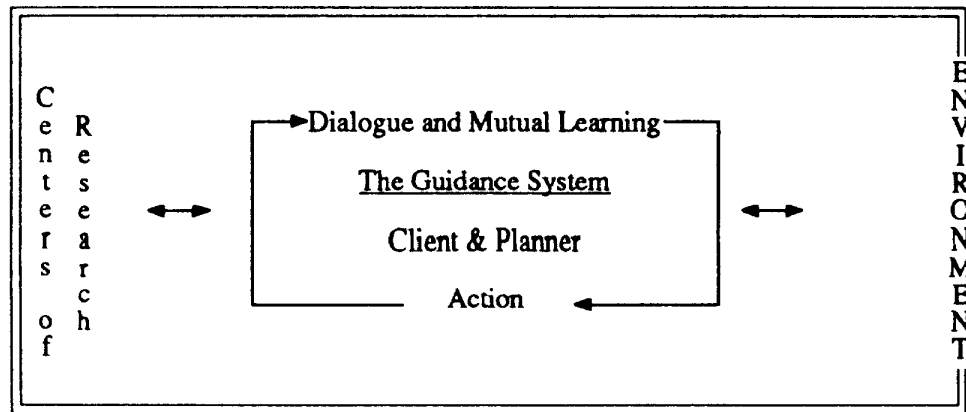 Centers of
Research
Dialogue and Mutual Learning
The Guidance System
Client & Planner
Action
ENVIRONMENT